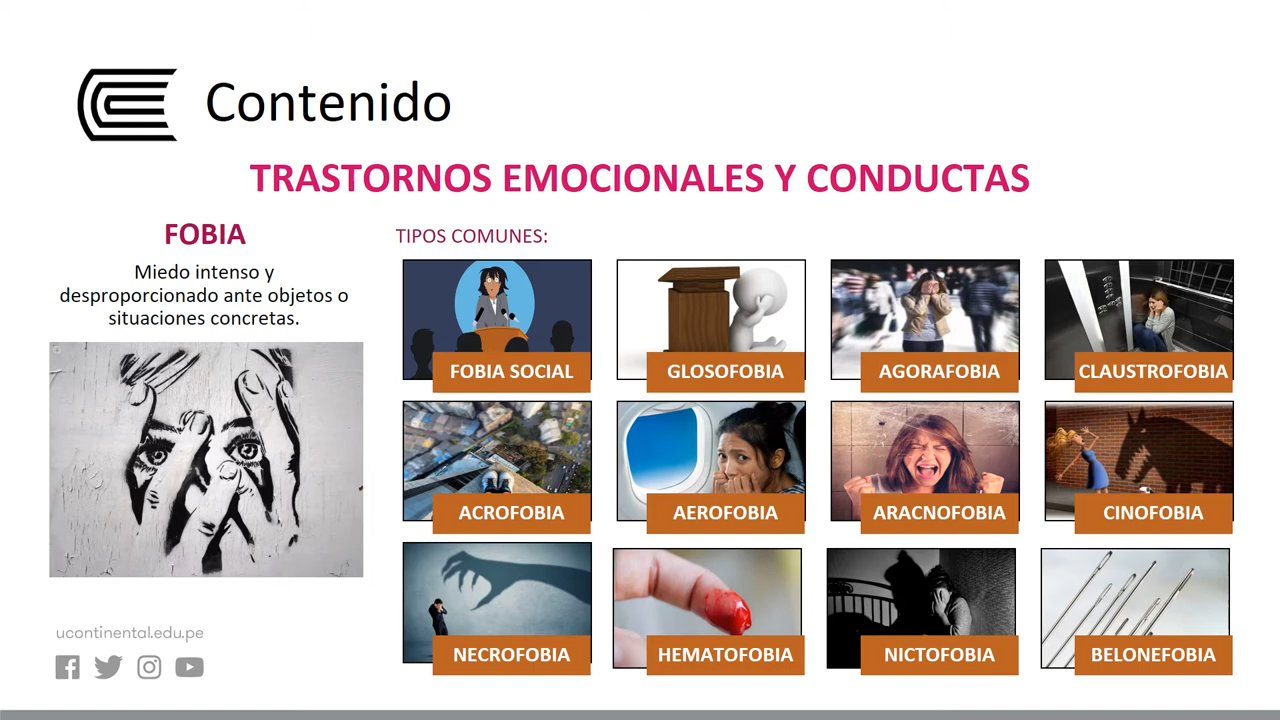 Contenido
TRASTORNOS EMOCIONALES Y CONDUCTAS
FOBIA
Miedo intenso y
desproporcionado ante objetos o
situaciones concretas.
TIPOS COMUNES:
FOBIA SOCIAL
GLOSOFOBIA
AGORAFOBIA
CLAUSTROFOBIA
ACROFOBIA
AEROFOBIA
ARACNOFOBIA
CINOFOBIA
NECROFOBIA
HEMATOFOBIA
NICTOFOBIA
BELONEFOBIA
ucontinental.edu.pe